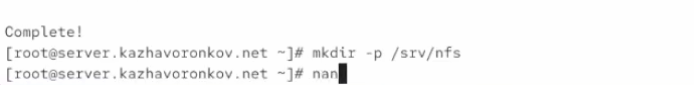 Complete!
[root@server.kazhavoronkov.net ~]# mkdir -p /srv/nfs
[root@server.kazhavoronkov.net ~]# nan